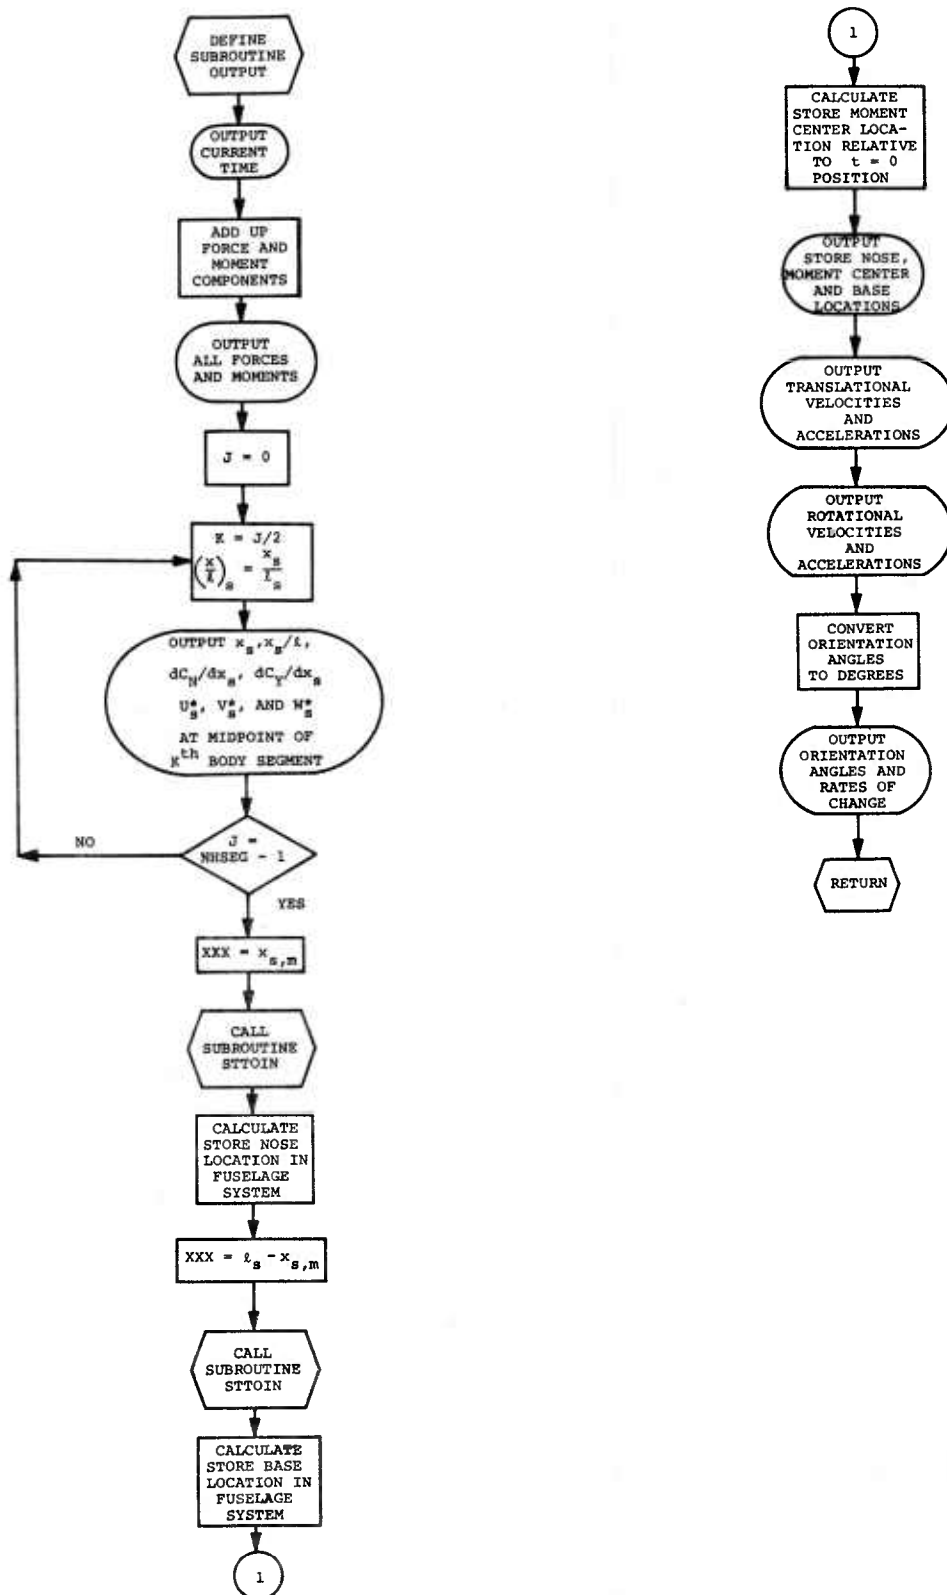 DEFINE
SUBROUTINE
OUTPUT
OUTPUT
CURRENT
TIME
ADD UP
FORCE AND
MOMENT
COMPONENTS
OUTPUT
ALL FORCES
AND MOMENTS
J = 0
K = J/2
(x/ℓ)s = xs/ℓs
OUTPUT xs, xs/ℓ,
dCN/dxs, dCY/dxs
U*s, V*s, AND W*s
AT MIDPOINT OF
Kth BODY SEGMENT
J =
NHSEG - 1
NO
YES
XXX = xs,m
CALL
SUBROUTINE
STTOIN
CALCULATE
STORE NOSE
LOCATION IN
FUSELAGE
SYSTEM
XXX = ℓs - xs,m
CALL
SUBROUTINE
STTOIN
CALCULATE
STORE BASE
LOCATION IN
FUSELAGE
SYSTEM
1
1
CALCULATE
STORE MOMENT
CENTER LOCA-
TION RELATIVE
TO t = 0
POSITION
OUTPUT
STORE NOSE,
MOMENT CENTER
AND BASE
LOCATIONS
OUTPUT
TRANSLATIONAL
VELOCITIES
AND
ACCELERATIONS
OUTPUT
ROTATIONAL
VELOCITIES
AND
ACCELERATIONS
CONVERT
ORIENTATION
ANGLES
TO DEGREES
OUTPUT
ORIENTATION
ANGLES AND
RATES OF
CHANGE
RETURN